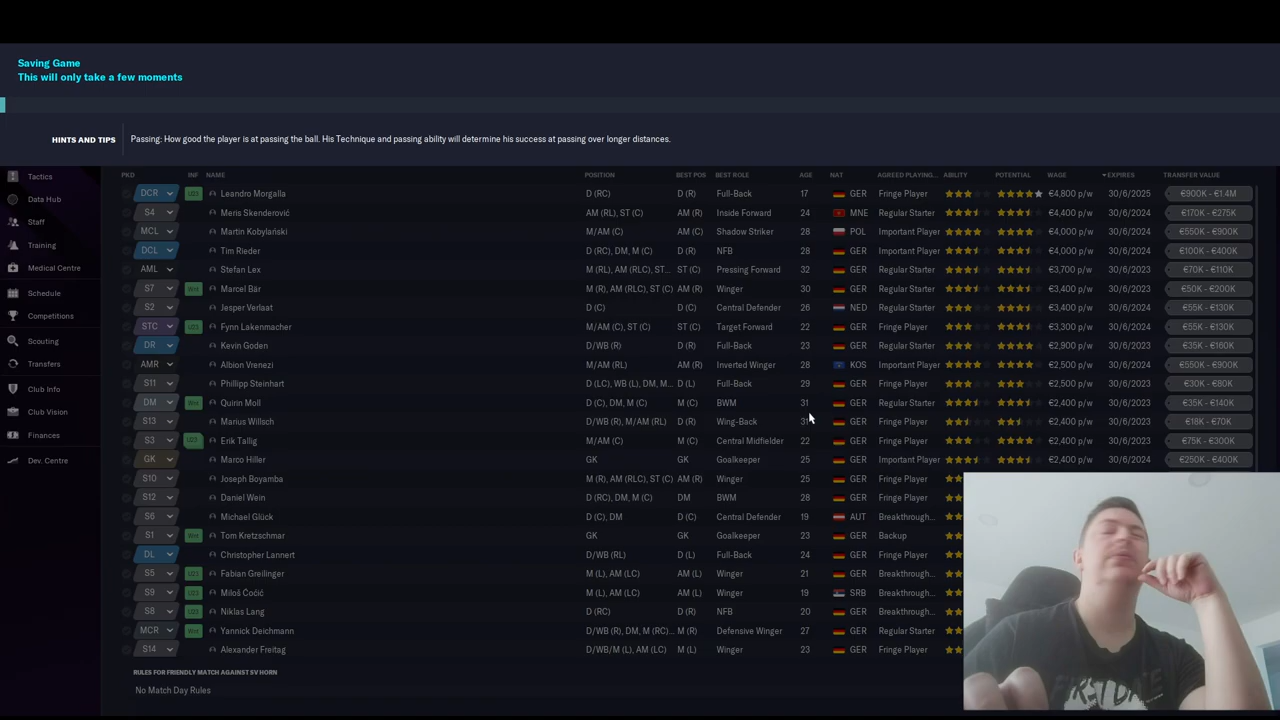 Saving Game
This will only take a few moments
HINTS AND TIPS Passing: How good the player is at passing the ball. His Technique and passing ability will determine his success at passing over longer distances.
PKD INF NAME POSITION BEST POS BEST ROLE AGE NAT AGREED PLAYING... ABILITY POTENTIAL WAGE EXPIRES TRANSFER VALUE
Tactics
Data Hub
Staff
Training
Medical Centre
Schedule
Competitions
Scouting
Transfers
Club Info
Club Vision
Finances
Dev. Centre
DCR U21 Leandro Morgalla D (RC) D (R) Full-Back 17 GER Fringe Player €4,800 p/w 30/6/2025 €900K - €1.4M
S4 Meris Skenderović AM (RL), ST (C) AM (R) Inside Forward 24 MNE Regular Starter €4,400 p/w 30/6/2024 €170K - €275K
MCL Martin Kobylański M/AM (C) AM (C) Shadow Striker 28 POL Important Player €4,000 p/w 30/6/2024 €550K - €900K
DCL Tim Rieder D (RC), DM, M (C) D (R) NFB 28 GER Important Player €4,000 p/w 30/6/2024 €100K - €400K
AML Stefan Lex M (RL), AM (RLC), ST... ST (C) Pressing Forward 32 GER Regular Starter €3,700 p/w 30/6/2023 €70K - €110K
S7 Wnt Marcel Bär M (R), AM (RLC), ST (C) AM (R) Winger 30 GER Regular Starter €3,400 p/w 30/6/2023 €50K - €200K
S2 Jesper Verlaat D (C) D (C) Central Defender 26 NED Regular Starter €3,400 p/w 30/6/2024 €55K - €130K
STC U23 Fynn Lakenmacher M/AM (C), ST (C) ST (C) Target Forward 22 GER Fringe Player €3,300 p/w 30/6/2024 €55K - €130K
DR Kevin Goden D/WB (R) D (R) Full-Back 23 GER Fringe Player €2,900 p/w 30/6/2023 €35K - €160K
AMR Albion Vrenezi M/AM (RL) AM (R) Inverted Winger 28 KOS Important Player €2,500 p/w 30/6/2024 €550K - €900K
S11 Phillipp Steinhart D (LC), WB (L), DM, M... D (L) Full-Back 29 GER Fringe Player €2,500 p/w 30/6/2023 €30K - €80K
DM Wnt Quirin Moll D (C), DM, M (C) M (C) BWM 31 GER Regular Starter €2,400 p/w 30/6/2023 €35K - €140K
S13 Marius Willsch D/WB (R), M/AM (RL) D (R) Wing-Back 31 GER Fringe Player €2,400 p/w 30/6/2023 €18K - €70K
S3 U23 Erik Tallig M/AM (C) M (C) Central Midfielder 22 GER Fringe Player €2,400 p/w 30/6/2023 €75K - €300K
GK Marco Hiller GK GK Goalkeeper 25 GER Important Player €2,400 p/w 30/6/2024 €250K - €400K
S10 Joseph Boyamba M (R), AM (RLC), ST (C) AM (R) Winger 25 GER Fringe Player
S12 Daniel Wein D (RC), DM, M (C) DM BWM 28 GER Fringe Player
S6 Michael Glück D (C), DM D (C) Central Defender 19 AUT Breakthrough...
S1 Wnt Tom Kretzschmar GK GK Goalkeeper 23 GER Backup
DL Christopher Lannert D/WB (RL) D (L) Full-Back 24 GER Fringe Player
S5 U21 Fabian Greilinger M (L), AM (LC) AM (L) Winger 21 GER Breakthrough...
S9 Miloš Ćoćić M (L), AM (LC) AM (L) Winger 19 SRB Breakthrough...
S8 Niklas Lang D (RC) D (R) NFB 20 GER Breakthrough...
MCR Wnt Yannick Deichmann D/WB (R), DM, M (RC)... M (R) Defensive Winger 27 GER Regular Starter
S14 Alexander Freitag D/WB/M (L), AM (LC) M (L) Winger 23 GER Fringe Player
RULES FOR FRIENDLY MATCH AGAINST SV HORN
No Match Day Rules